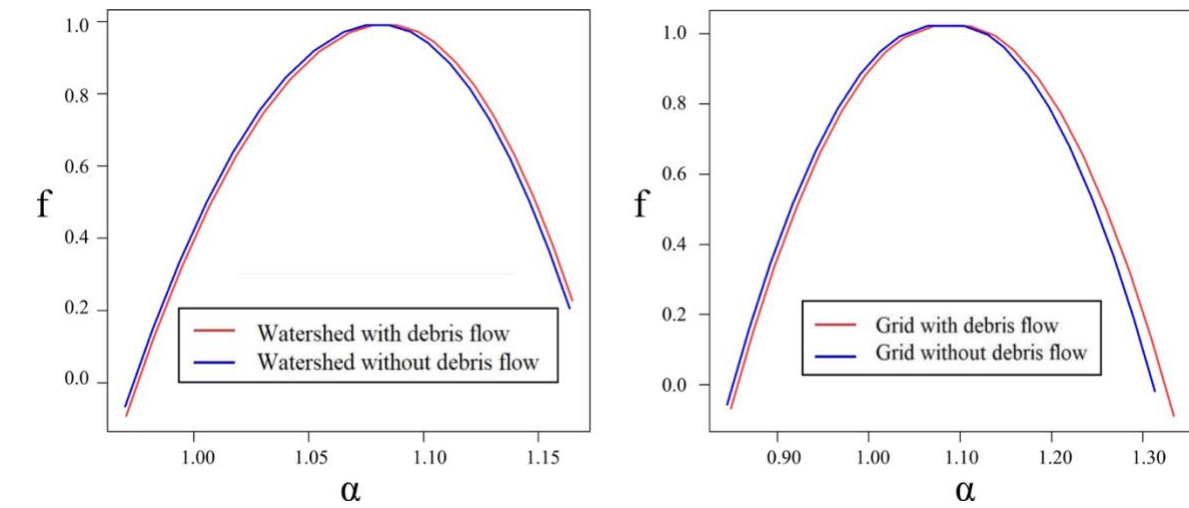 1.0
0.8
0.6
0.4
0.2
0.0
f
Watershed with debris flow
Watershed without debris flow
1.00 1.05 1.10 1.15
α
1.0
0.8
0.6
0.4
0.2
0.0
f
Grid with debris flow
Grid without debris flow
0.90 1.00 1.10 1.20 1.30
α